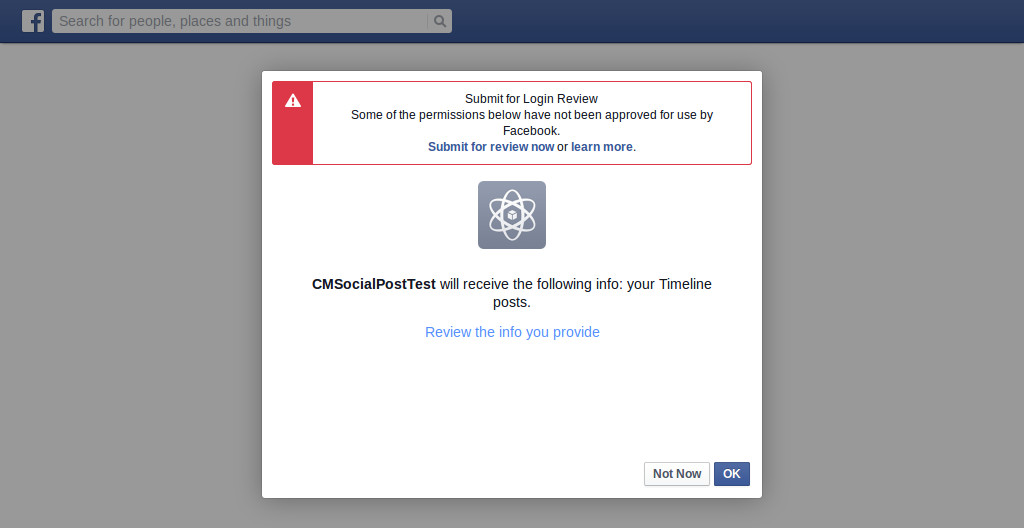 Search for people, places and things
Submit for Login Review
Some of the permissions below have not been approved for use by
Facebook.
Submit for review now or learn more.
CMSocialPostTest will receive the following info: your Timeline
posts.
Review the info you provide
Not Now OK